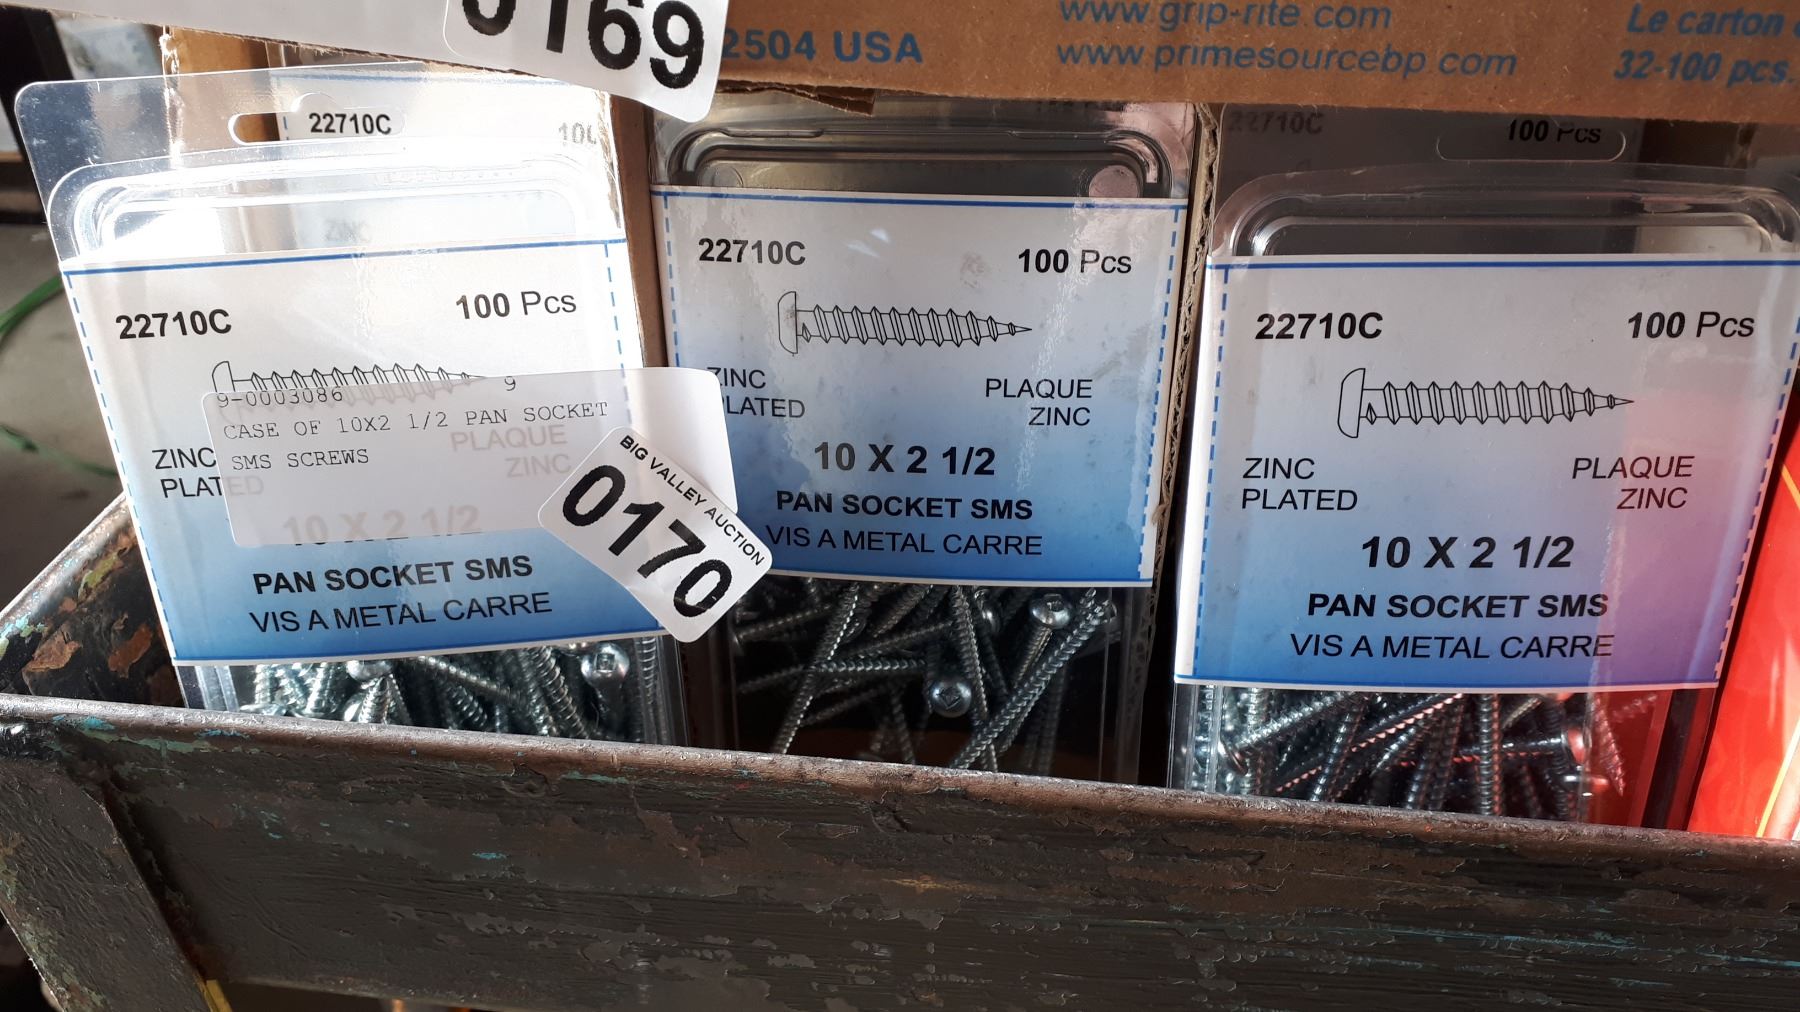 0169
2504 USA
www.grip-rite.com
www.primesourcebp.com
Le carton
32-100 pcs.
22710C
22710C 100 Pcs
9-0003086 9
CASE OF 10X2 1/2 PAN SOCKET
SMS SCREWS
ZINC PLAQUE
PLATED ZINC
10 X 2 1/2
PAN SOCKET SMS
VIS A METAL CARRE
BIG VALLEY AUCTION
0170
22710C 100 Pcs
ZINC PLAQUE
PLATED ZINC
10 X 2 1/2
PAN SOCKET SMS
VIS A METAL CARRE
22710C 100 Pcs
22710C 100 Pcs
ZINC PLAQUE
PLATED ZINC
10 X 2 1/2
PAN SOCKET SMS
VIS A METAL CARRE